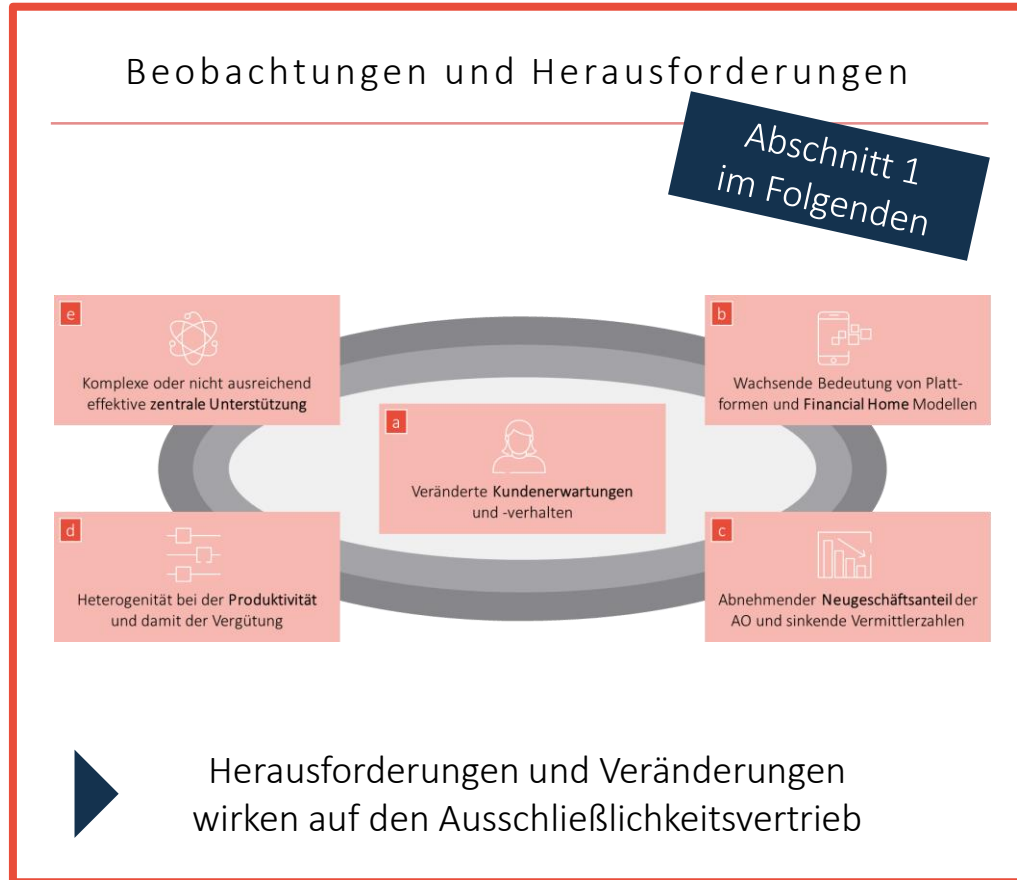 Beobachtungen und Herausforderungen
Abschnitt 1
im Folgenden
e
Komplexe oder nicht ausreichend
effektive zentrale Unterstützung
b
Wachsende Bedeutung von Platt-
formen und Financial Home Modellen
a
Veränderte Kundenerwartungen
und -verhalten
d
Heterogenität bei der Produktivität
und damit der Vergütung
c
Abnehmender Neugeschäftsanteil der
AO und sinkende Vermittlerzahlen
Herausforderungen und Veränderungen
wirken auf den Ausschließlichkeitsvertrieb